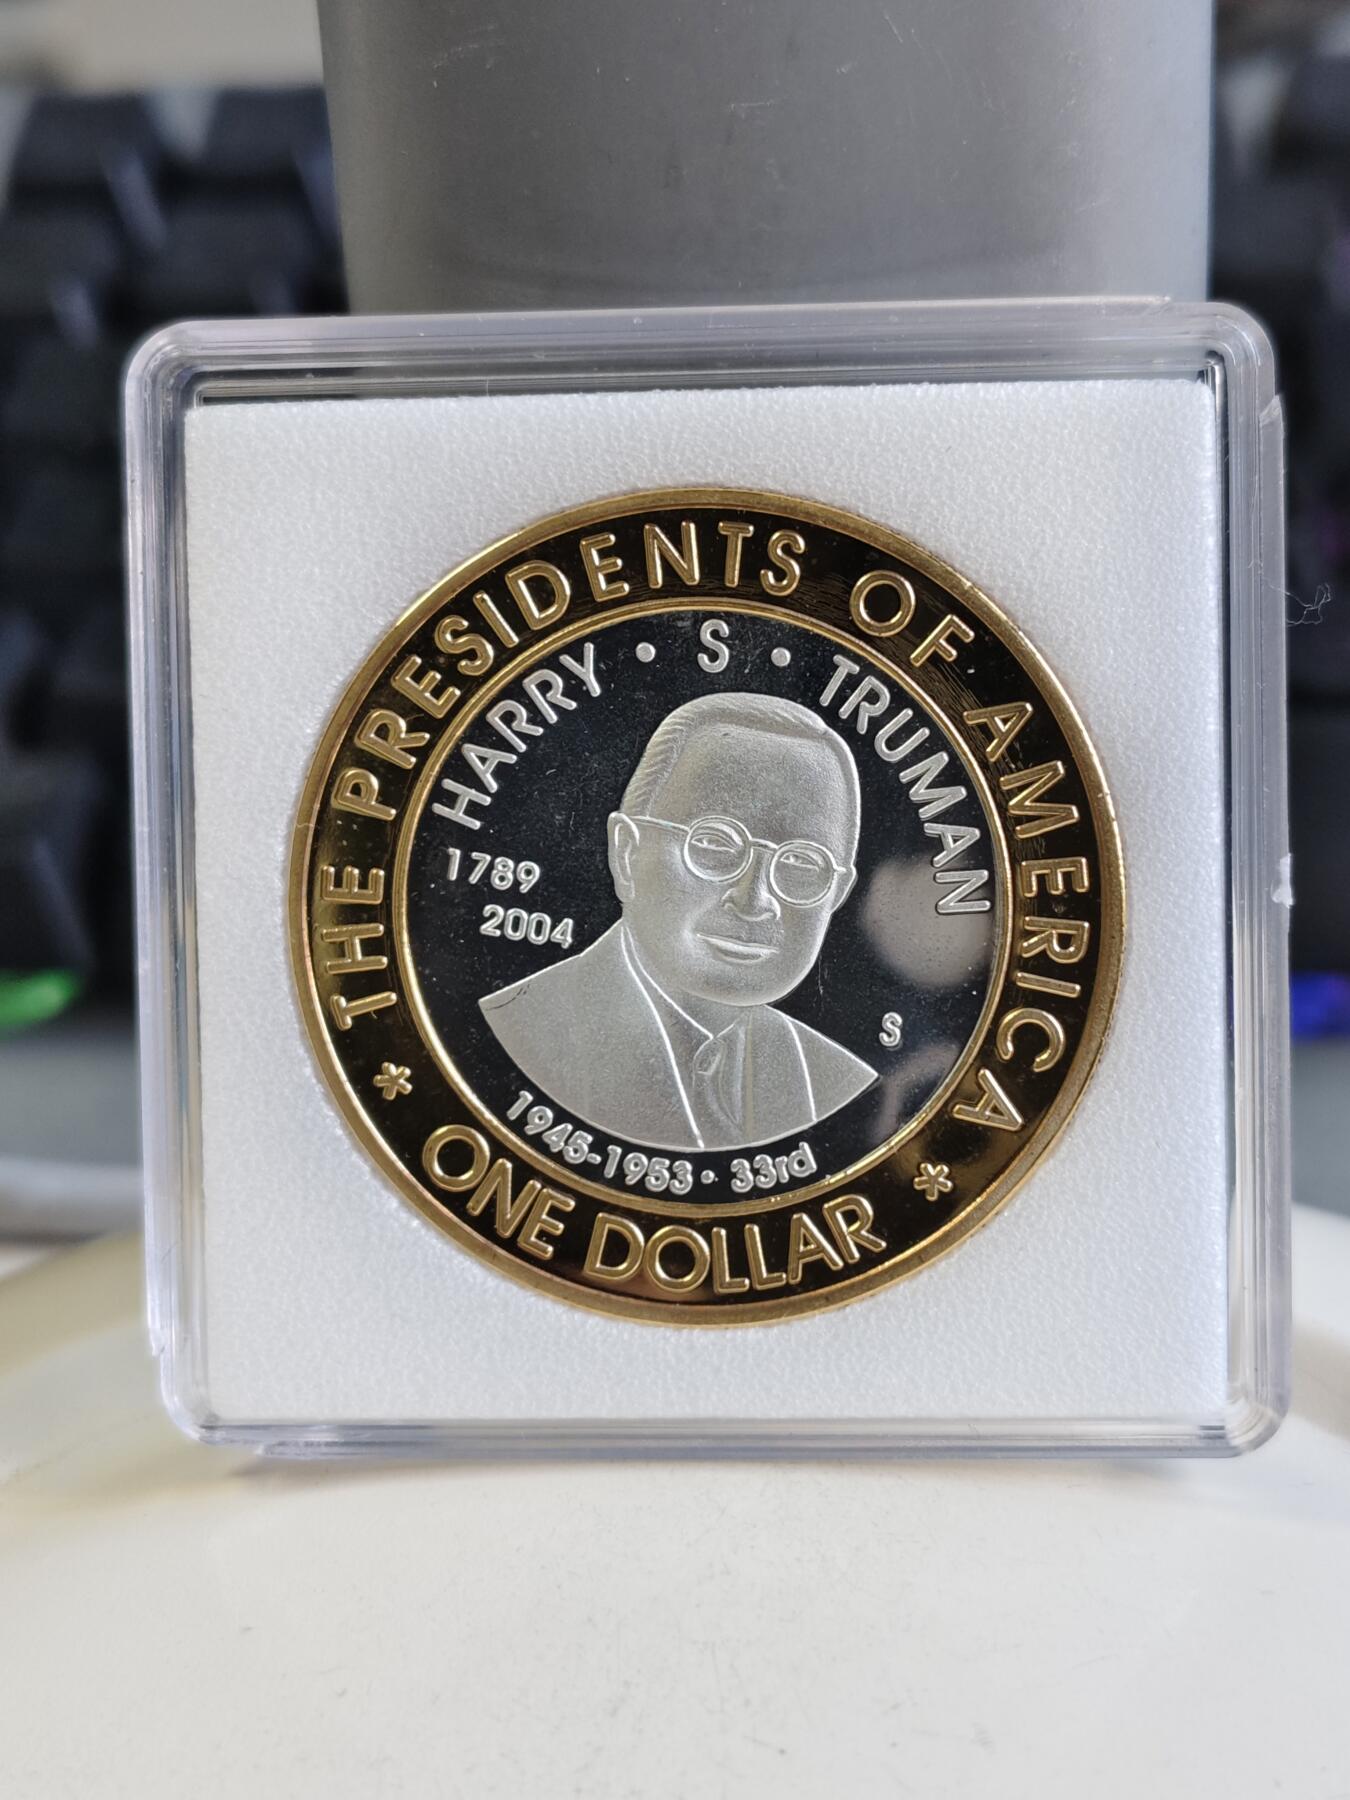 THE PRESIDENTS OF AMERICA
HARRY • S • TRUMAN
1789
2004
S
1945-1953 • 33rd
* ONE DOLLAR *